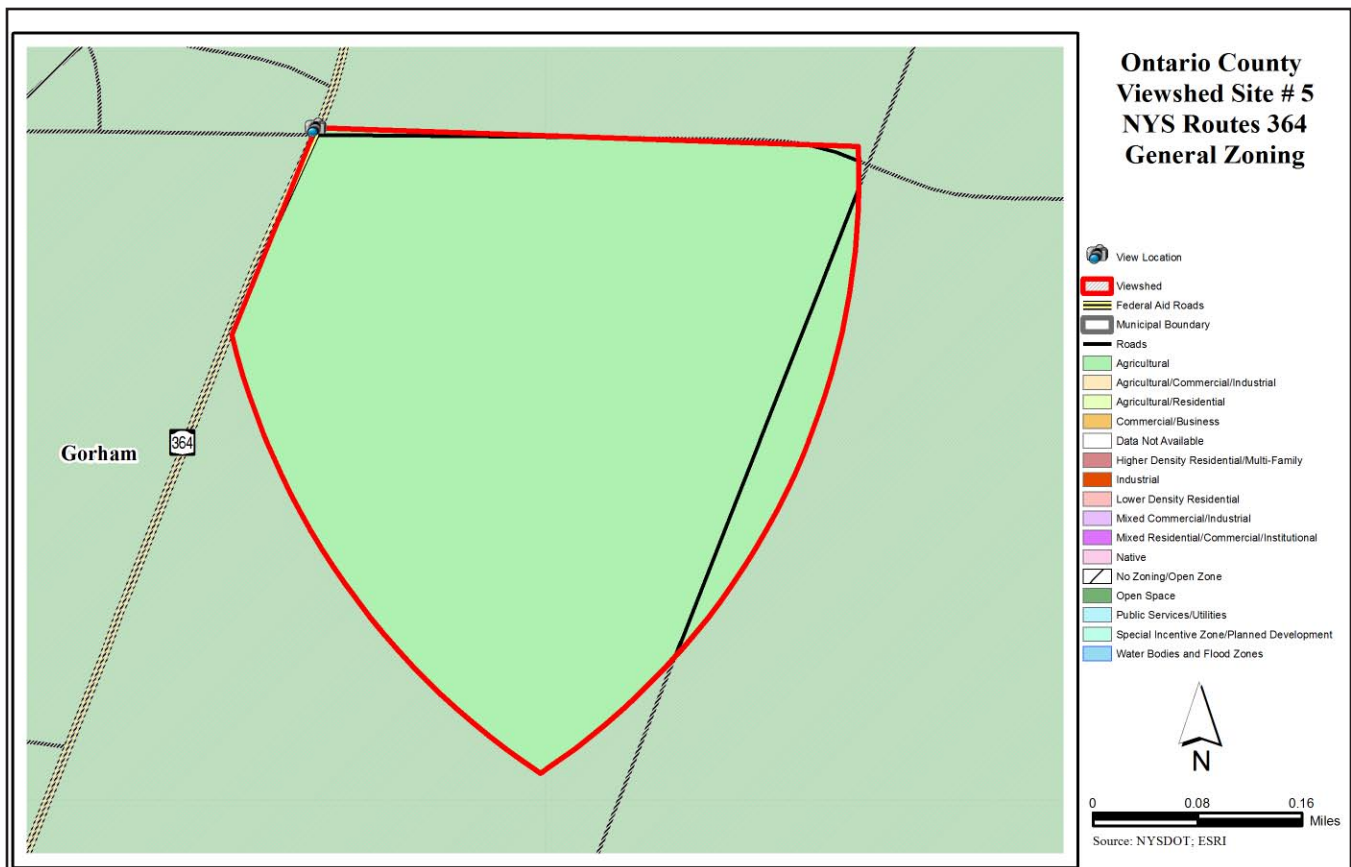 Ontario County
Viewshed Site # 5
NYS Routes 364
General Zoning
View Location
Viewshed
Federal Aid Roads
Municipal Boundary
Roads
Agricultural
Agricultural/Commercial/Industrial
Agricultural/Residential
Commercial/Business
Data Not Available
Higher Density Residential/Multi-Family
Industrial
Lower Density Residential
Mixed Commercial/Industrial
Mixed Residential/Commercial/Institutional
Native
No Zoning/Open Zone
Open Space
Public Services/Utilities
Special Incentive Zone/Planned Development
Water Bodies and Flood Zones
N
0 0.08 0.16
Miles
Source: NYSDOT; ESRI
364
Gorham